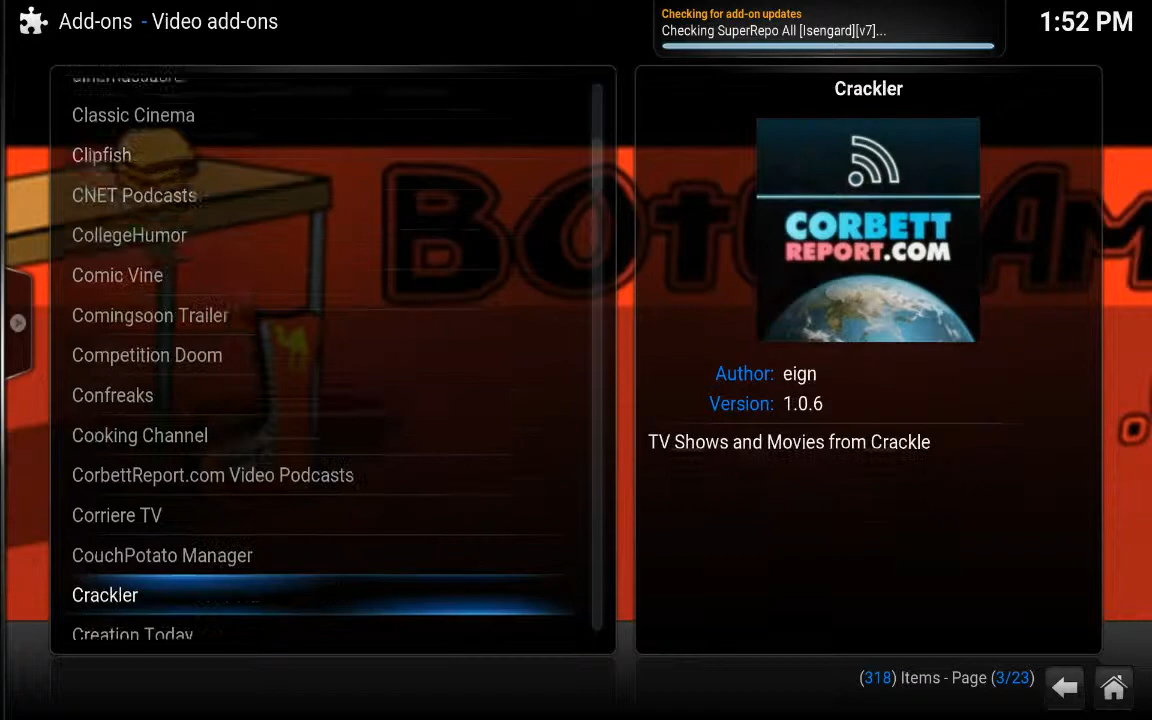 Add-ons - Video add-ons
Checking for add-on updates
Checking SuperRepo All [Isengard][v7]...
1:52 PM
Classic Cinema
Clipfish
CNET Podcasts
CollegeHumor
Comic Vine
Comingsoon Trailer
Competition Doom
Confreaks
Cooking Channel
CorbettReport.com Video Podcasts
Corriere TV
CouchPotato Manager
Crackler
Creation Today
Crackler
CORBETT
REPORT.COM
Author: eign
Version: 1.0.6
TV Shows and Movies from Crackle
(318) Items - Page (3/23)